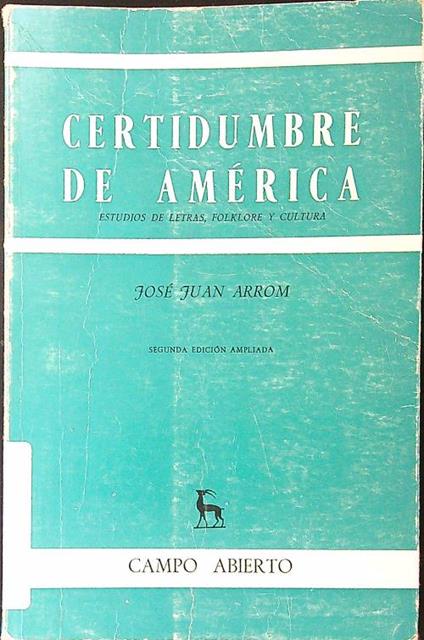 CERTIDUMBRE
DE AMÉRICA
ESTUDIOS DE LETRAS, FOLKLORE Y CULTURA
JOSÉ JUAN ARROM
SEGUNDA EDICIÓN AMPLIADA
CAMPO ABIERTO